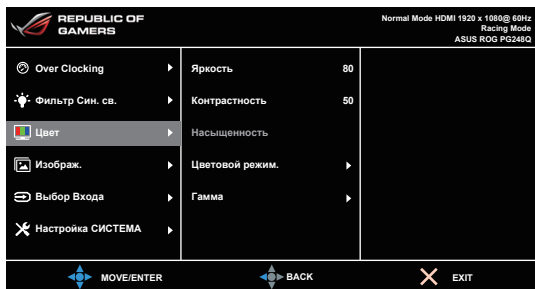 REPUBLIC OF
GAMERS
Normal Mode HDMI 1920 x 1080@ 60Hz
Racing Mode
ASUS ROG PG248Q
Over Clocking
Фильтр Син. св.
Цвет
Изображ.
Выбор Входа
Настройка СИСТЕМА
Яркость 80
Контрастность 50
Насыщенность
Цветовой режим.
Гамма
MOVE/ENTER
BACK
EXIT